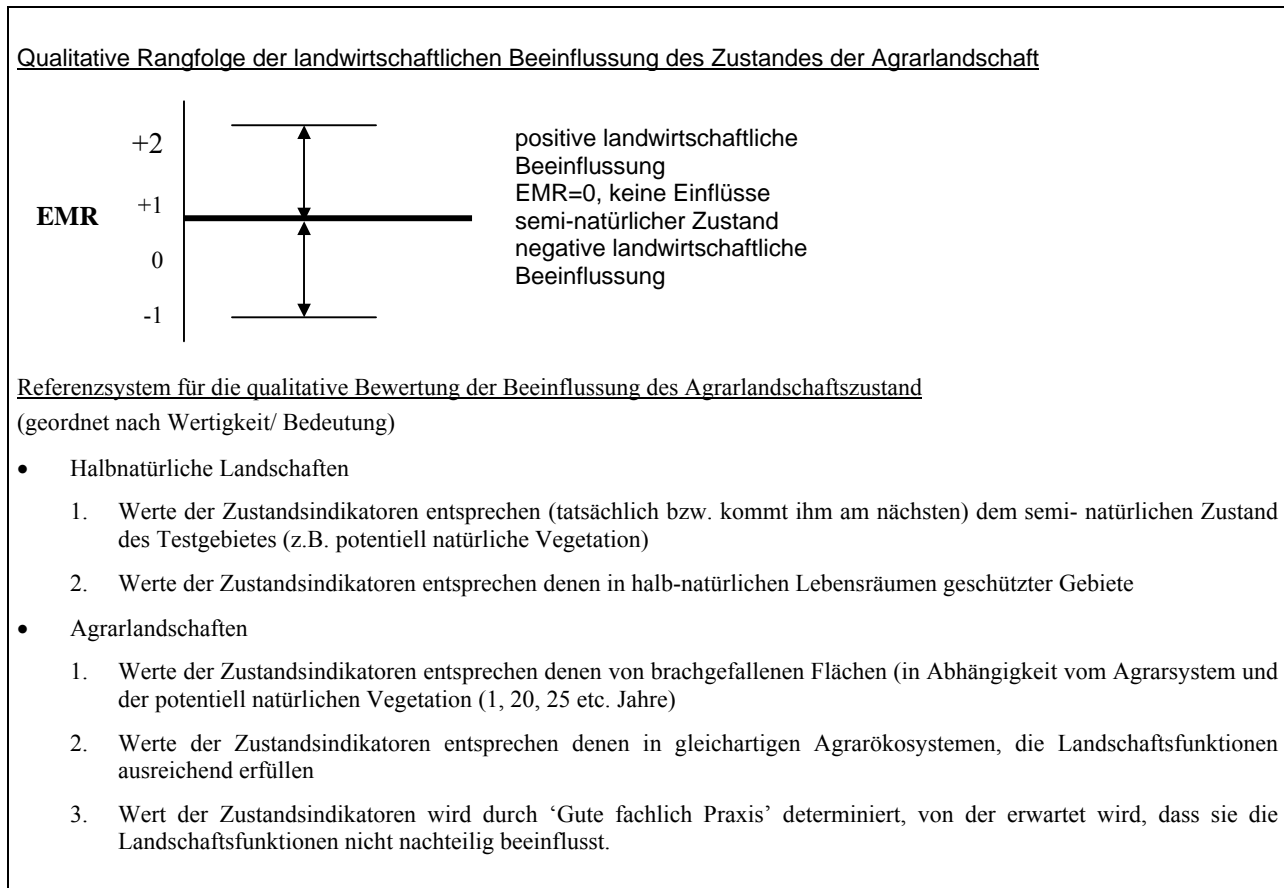 Qualitative Rangfolge der landwirtschaftlichen Beeinflussung des Zustandes der Agrarlandschaft
+2
+1
EMR
0
-1
positive landwirtschaftliche
Beeinflussung
EMR=0, keine Einflüsse
semi-natürlicher Zustand
negative landwirtschaftliche
Beeinflussung
Referenzsystem für die qualitative Bewertung der Beeinflussung des Agrarlandschaftszustand
(geordnet nach Wertigkeit/ Bedeutung)
• Halbnatürliche Landschaften
1. Werte der Zustandsindikatoren entsprechen (tatsächlich bzw. kommt ihm am nächsten) dem semi- natürlichen Zustand
des Testgebietes (z.B. potentiell natürliche Vegetation)
2. Werte der Zustandsindikatoren entsprechen denen in halb-natürlichen Lebensräumen geschützter Gebiete
• Agrarlandschaften
1. Werte der Zustandsindikatoren entsprechen denen von brachgefallenen Flächen (in Abhängigkeit vom Agrarsystem und
der potentiell natürlichen Vegetation (1, 20, 25 etc. Jahre)
2. Werte der Zustandsindikatoren entsprechen denen in gleichartigen Agrarökosystemen, die Landschaftsfunktionen
ausreichend erfüllen
3. Wert der Zustandsindikatoren wird durch ‘Gute fachlich Praxis’ determiniert, von der erwartet wird, dass sie die
Landschaftsfunktionen nicht nachteilig beeinflusst.